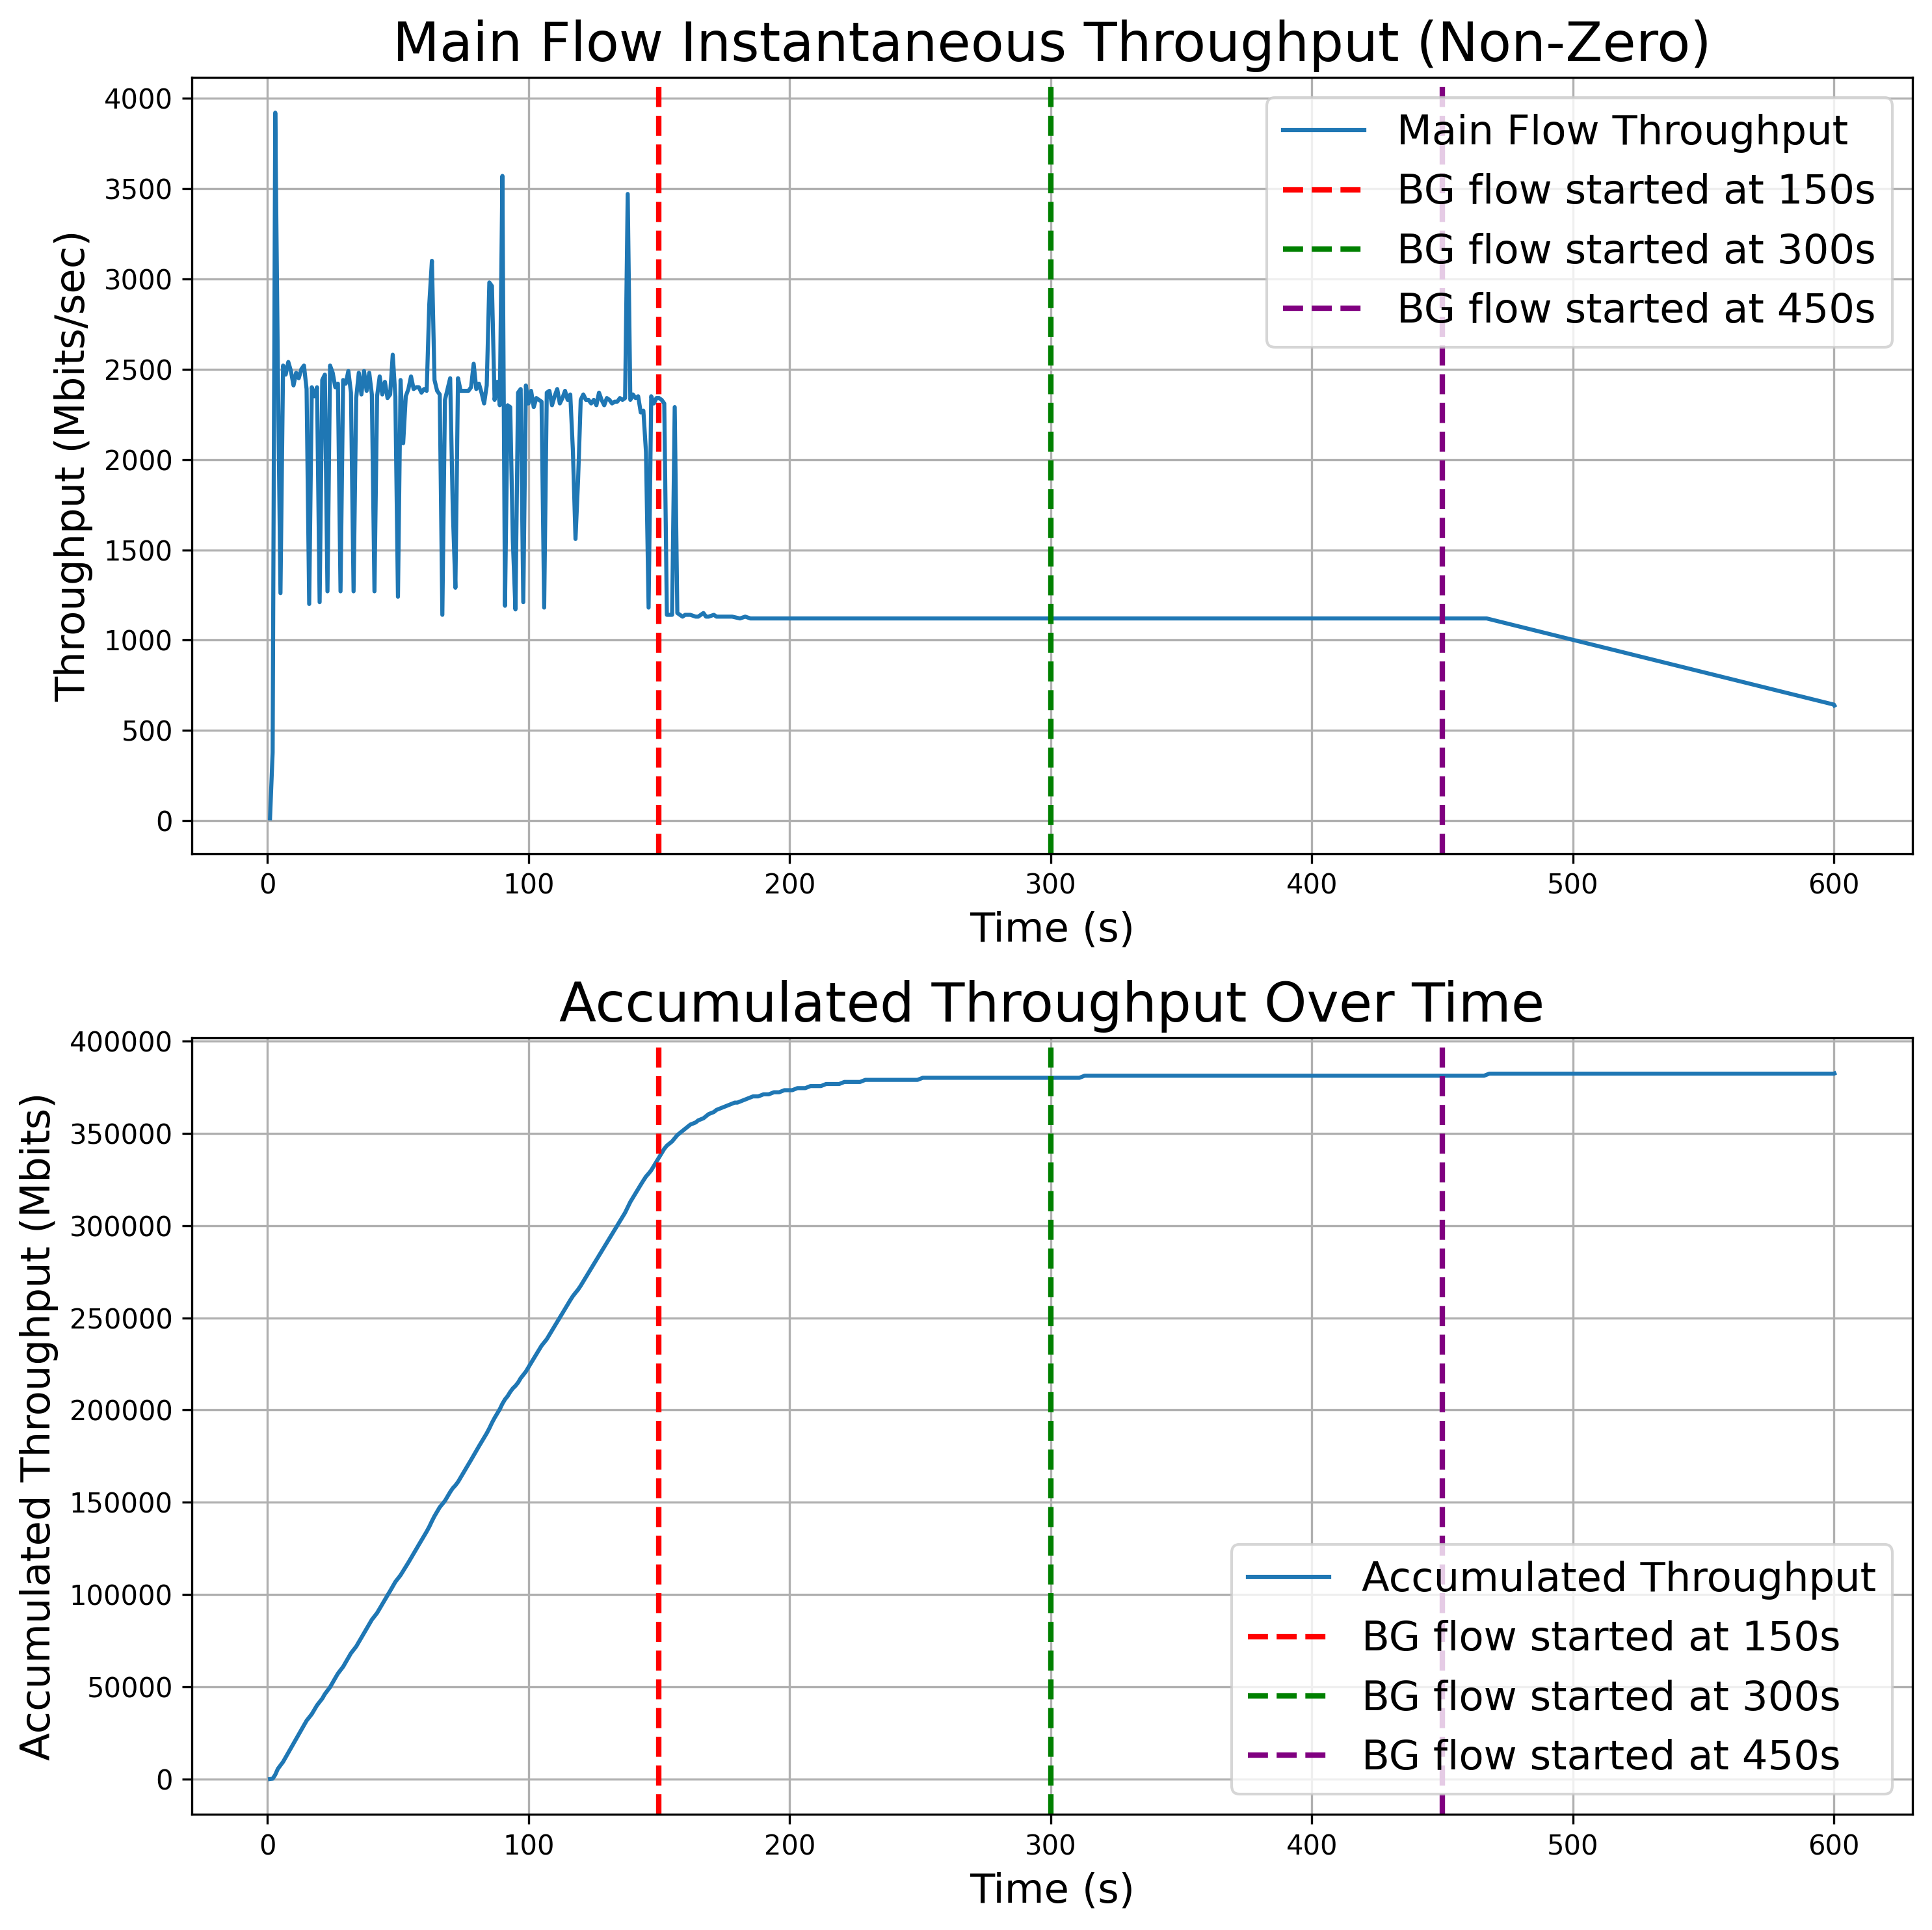 Main Flow Instantaneous Throughput (Non-Zero)
4000
3500
3000
2500
2000
1500
1000
500
0
Throughput (Mbits/sec)
Main Flow Throughput
BG flow started at 150s
BG flow started at 300s
BG flow started at 450s
0 100 200 300 400 500 600
Time (s)
Accumulated Throughput Over Time
400000
350000
300000
250000
200000
150000
100000
50000
0
Accumulated Throughput (Mbits)
Accumulated Throughput
BG flow started at 150s
BG flow started at 300s
BG flow started at 450s
0 100 200 300 400 500 600
Time (s)